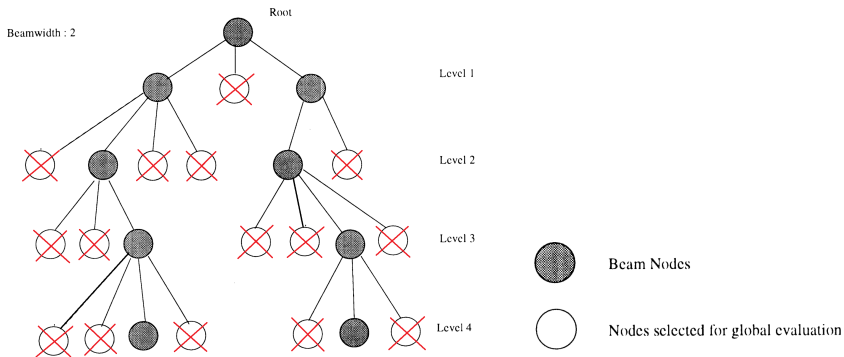 Root
Beamwidth : 2
Level 1
Level 2
Level 3
Beam Nodes
Level 4
Nodes selected for global evaluation